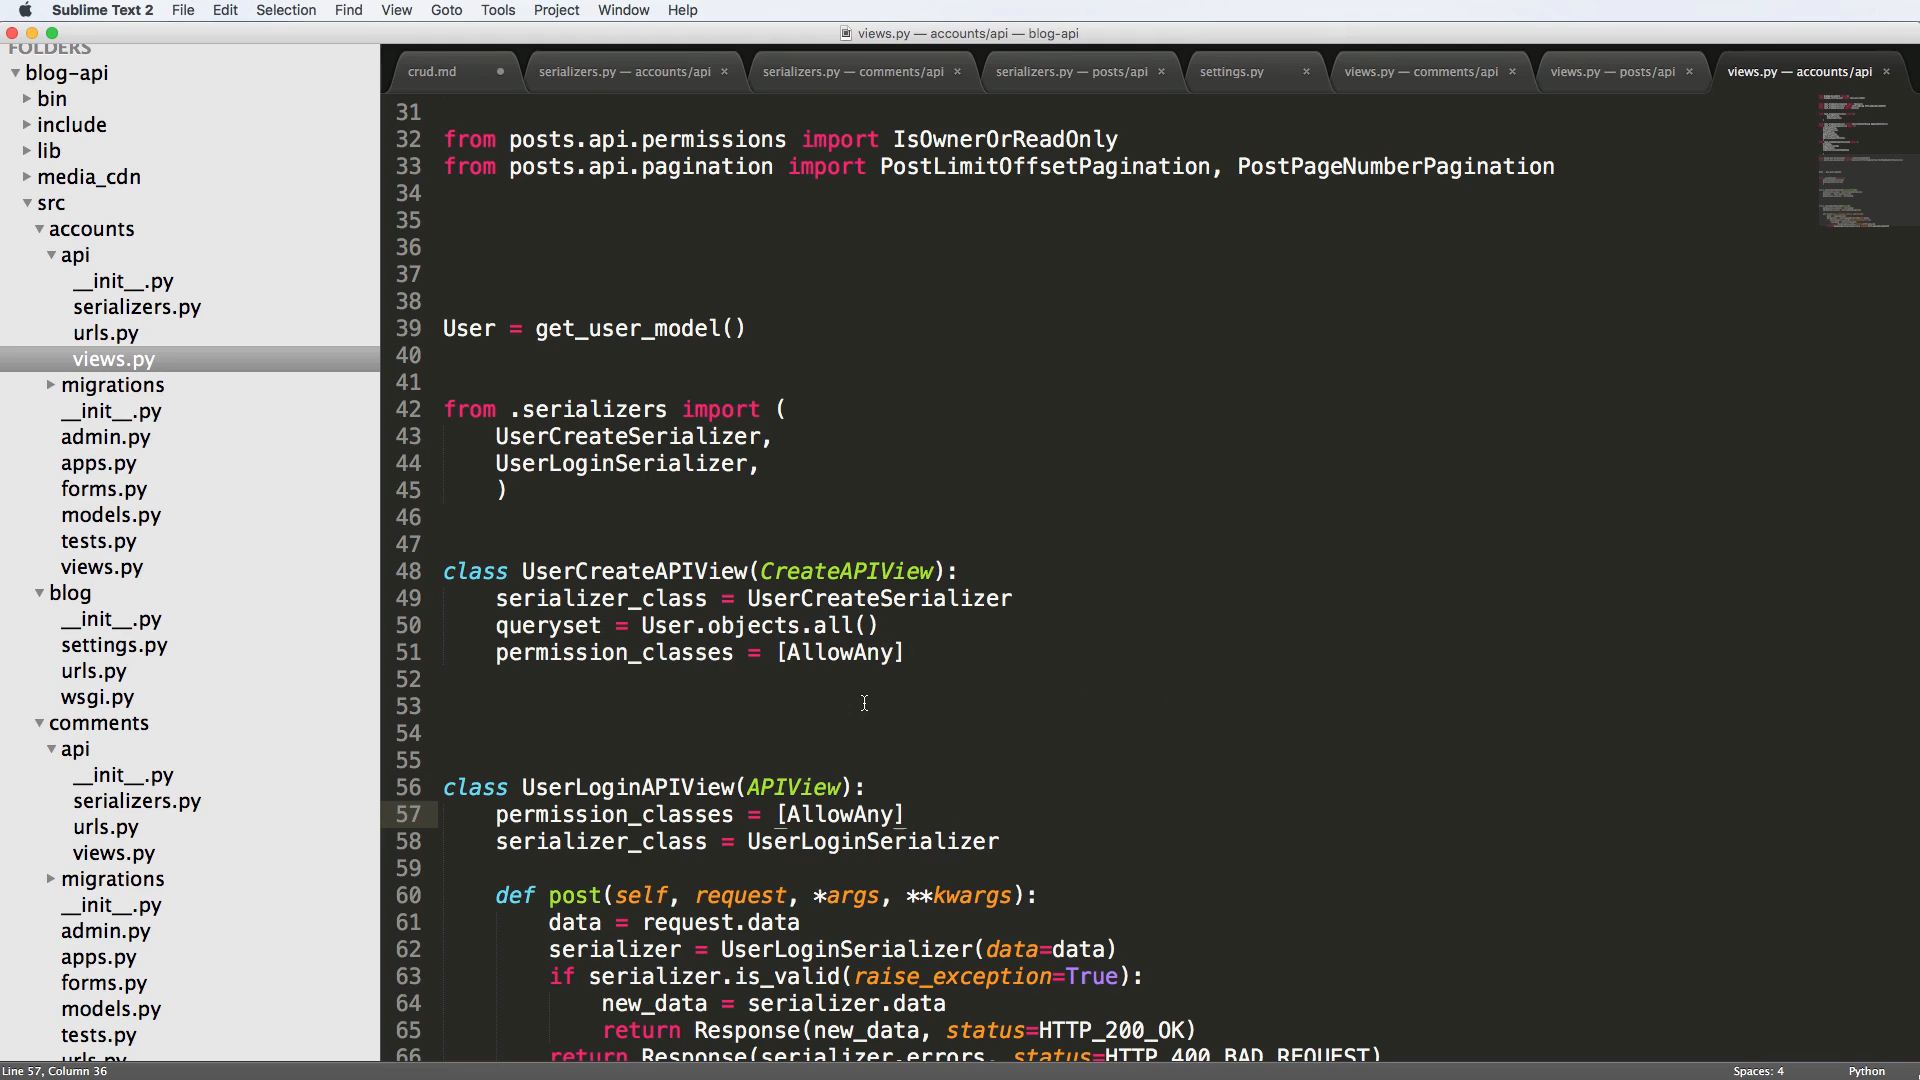 Sublime Text 2 File Edit Selection Find View Goto Tools Project Window Help
views.py — accounts/api — blog-api
FOLDERS
blog-api
bin
include
lib
media_cdn
src
accounts
api
__init__.py
serializers.py
urls.py
views.py
migrations
__init__.py
admin.py
apps.py
forms.py
models.py
tests.py
views.py
blog
__init__.py
settings.py
urls.py
wsgi.py
comments
api
__init__.py
serializers.py
urls.py
views.py
migrations
__init__.py
admin.py
apps.py
forms.py
models.py
tests.py
urls.py
crud.md
serializers.py — accounts/api ×
serializers.py — comments/api ×
serializers.py — posts/api ×
settings.py ×
views.py — comments/api ×
views.py — posts/api ×
views.py — accounts/api ×
31
32 from posts.api.permissions import IsOwnerOrReadOnly
33 from posts.api.pagination import PostLimitOffsetPagination, PostPageNumberPagination
34
35
36
37
38
39 User = get_user_model()
40
41
42 from .serializers import (
43 UserCreateSerializer,
44 UserLoginSerializer,
45 )
46
47
48 class UserCreateAPIView(CreateAPIView):
49 serializer_class = UserCreateSerializer
50 queryset = User.objects.all()
51 permission_classes = [AllowAny]
52
53
54
55
56 class UserLoginAPIView(APIView):
57 permission_classes = [AllowAny]
58 serializer_class = UserLoginSerializer
59
60 def post(self, request, *args, **kwargs):
61 data = request.data
62 serializer = UserLoginSerializer(data=data)
63 if serializer.is_valid(raise_exception=True):
64 new_data = serializer.data
65 return Response(new_data, status=HTTP_200_OK)
66 return Response(serializer.errors, status=HTTP_400_BAD_REQUEST)
Line 57, Column 36
Spaces: 4
Python